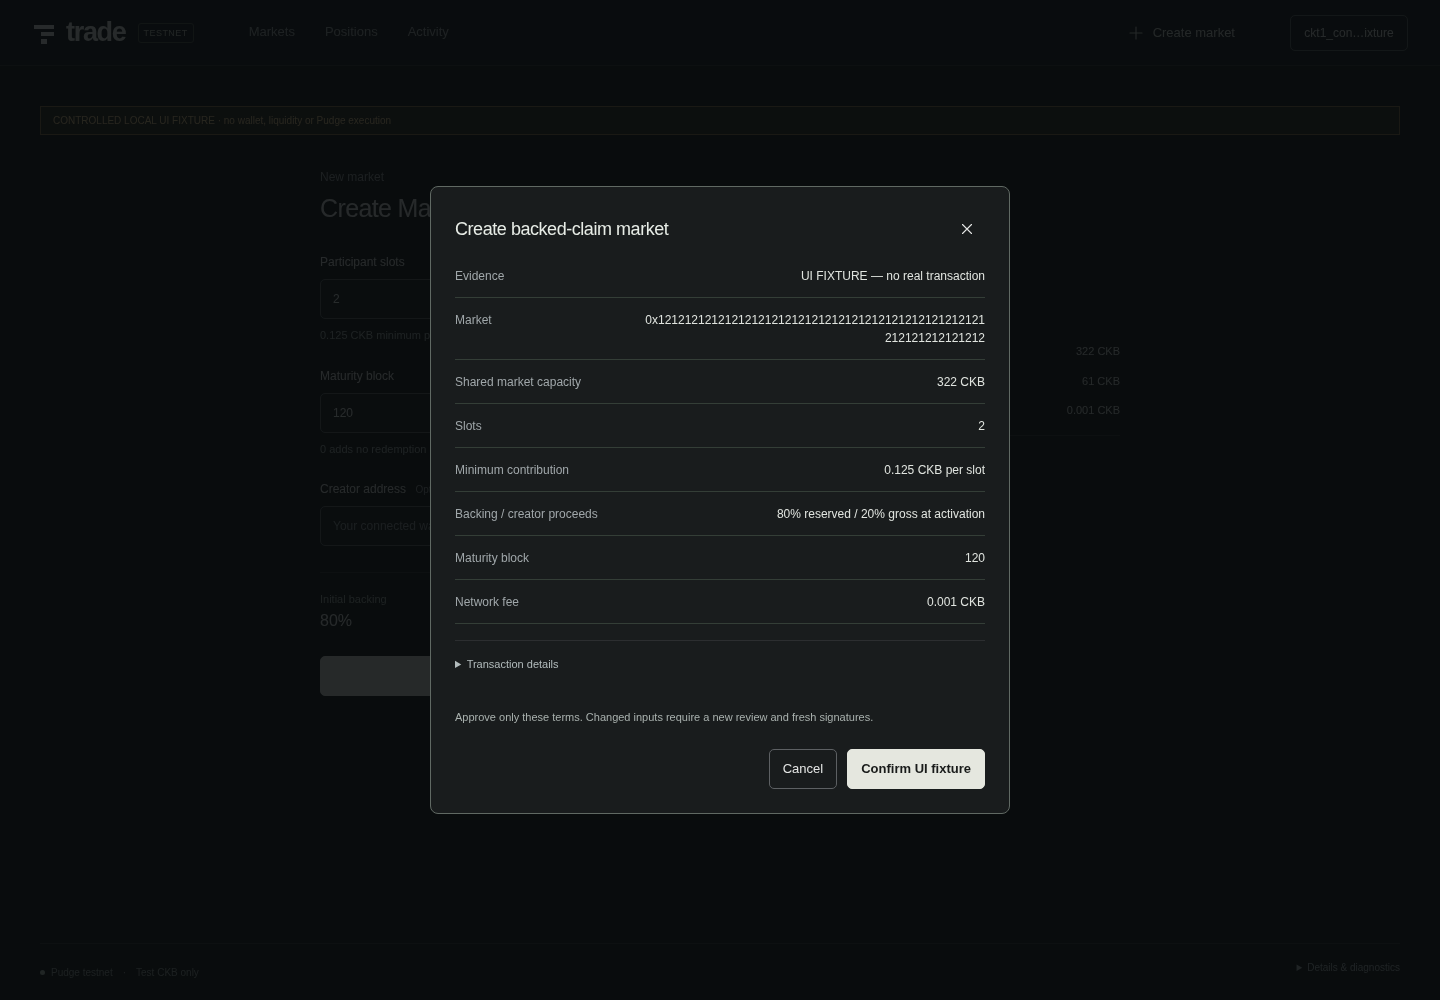 trade TESTNET Markets Positions Activity Create market ckt1_con…ixture
CONTROLLED LOCAL UI FIXTURE · no wallet, liquidity or Pudge execution
New market
Create Ma
Participant slots
2
0.125 CKB minimum p
Maturity block
120
0 adds no redemption
Creator address
Your connected w
Initial backing
80%
322 CKB
61 CKB
0.001 CKB
Create backed-claim market
Evidence UI FIXTURE — no real transaction
Market 0x121212121212121212121212121212121212121212121212
212121212121212
Shared market capacity 322 CKB
Slots 2
Minimum contribution 0.125 CKB per slot
Backing / creator proceeds 80% reserved / 20% gross at activation
Maturity block 120
Network fee 0.001 CKB
Transaction details
Approve only these terms. Changed inputs require a new review and fresh signatures.
Cancel Confirm UI fixture
Pudge testnet · Test CKB only
Details & diagnostics